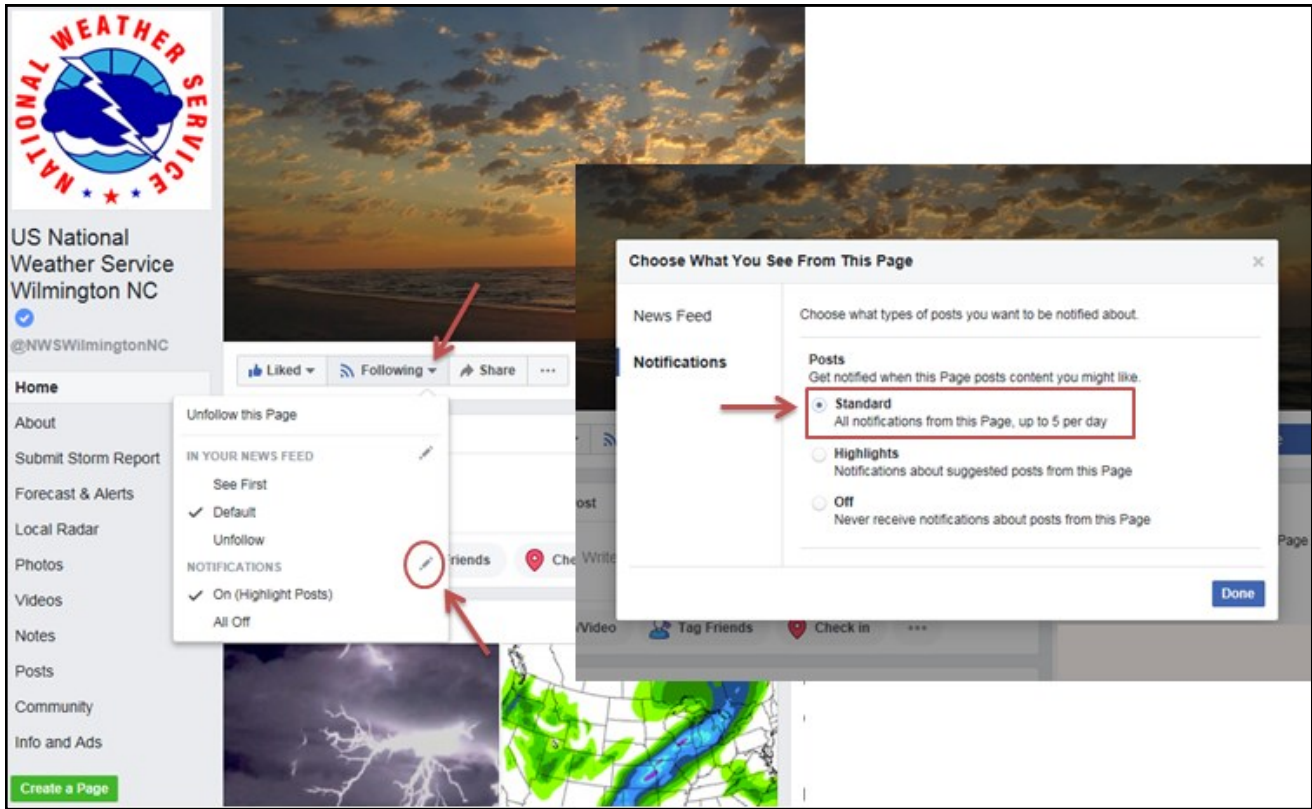 NATIONAL WEATHER SERVICE
US National
Weather Service
Wilmington NC
@NWSWilmingtonNC
Home
About
Submit Storm Report
Forecast & Alerts
Local Radar
Photos
Videos
Notes
Posts
Community
Info and Ads
Create a Page
Liked
Following
Share
Unfollow this Page
IN YOUR NEWS FEED
See First
Default
Unfollow
NOTIFICATIONS
On (Highlight Posts)
All Off
Friends
Che
Choose What You See From This Page
News Feed
Notifications
Choose what types of posts you want to be notified about.
Posts
Get notified when this Page posts content you might like.
Standard
All notifications from this Page, up to 5 per day
Highlights
Notifications about suggested posts from this Page
Off
Never receive notifications about posts from this Page
Done
ost
Write
Page
/Video
Tag Friends
Check in